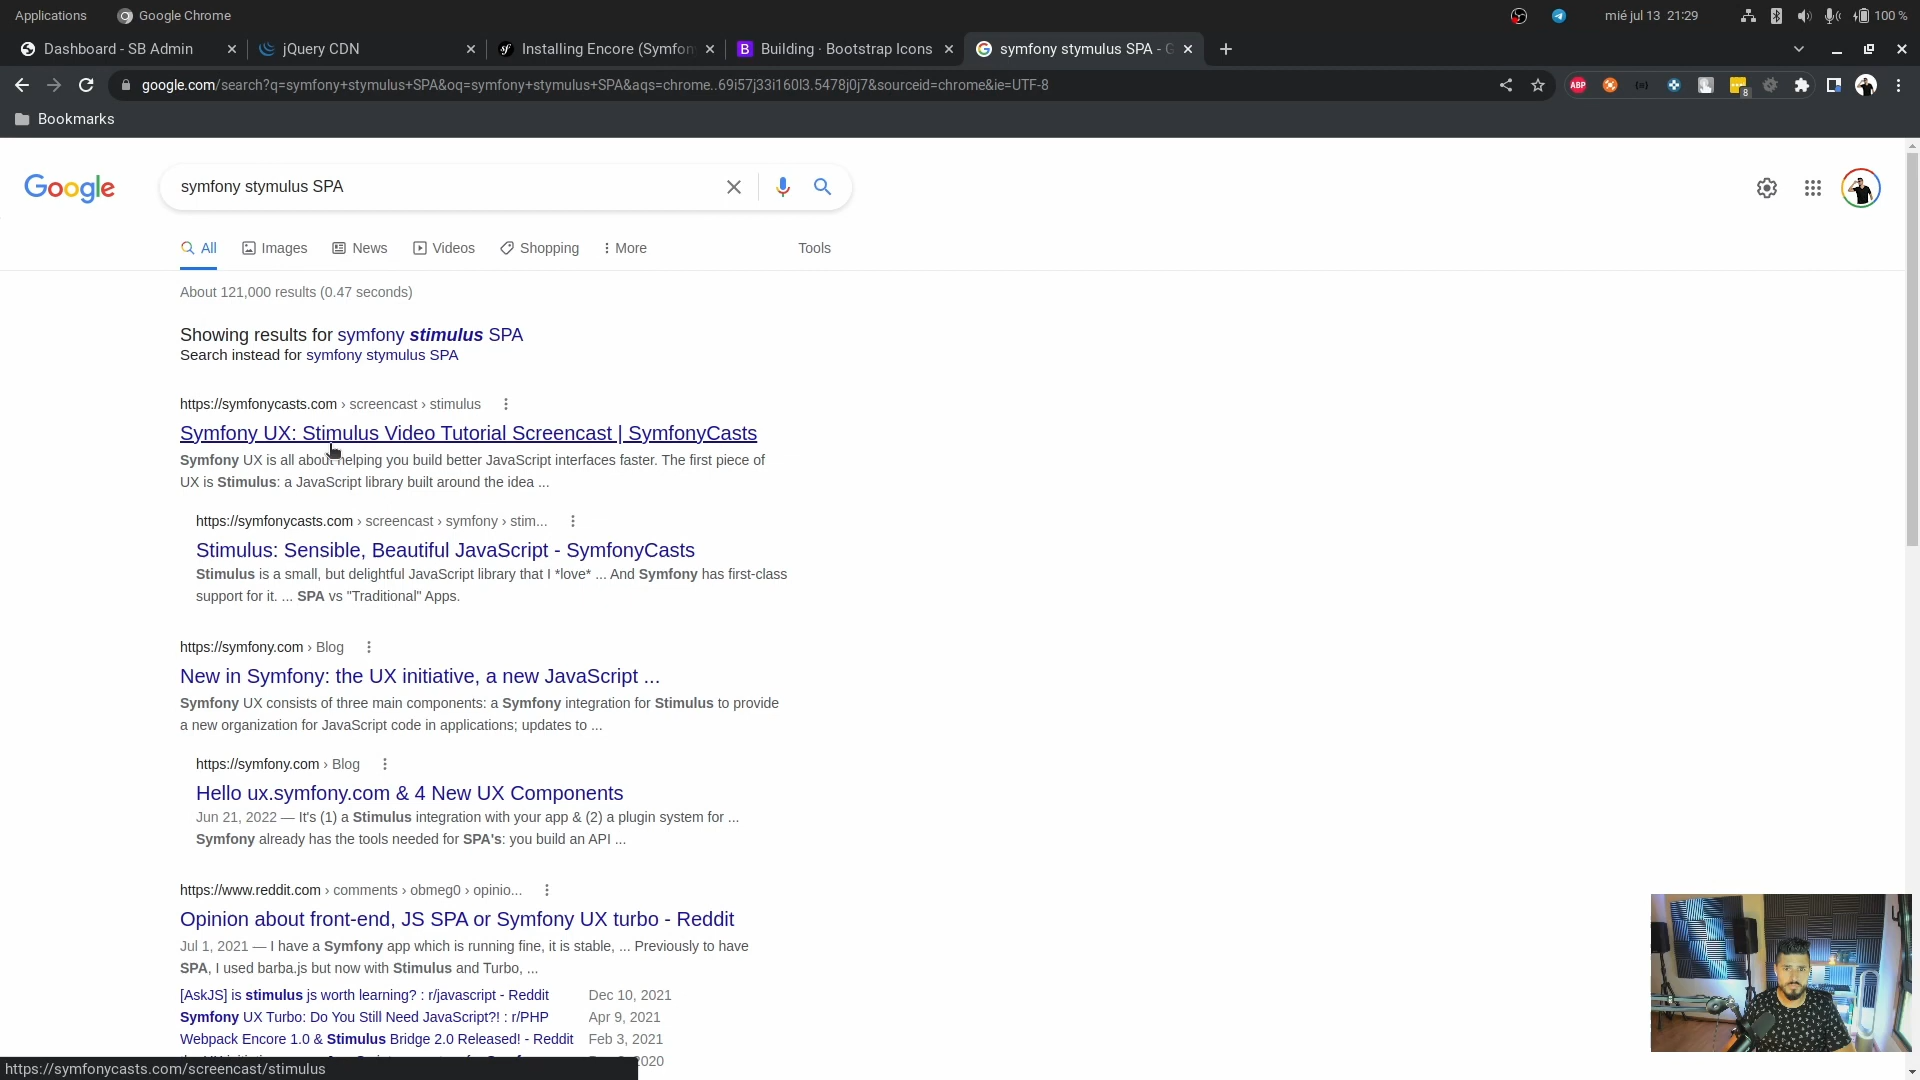 Applications
Google Chrome
mié jul 13 21:29
100 %
Dashboard - SB Admin
jQuery CDN
Installing Encore (Symfon
Building · Bootstrap Icons
symfony stymulus SPA - G
google.com/search?q=symfony+stymulus+SPA&oq=symfony+stymulus+SPA&aqs=chrome..69i57j33i160l3.5478j0j7&sourceid=chrome&ie=UTF-8
ABP
8
Bookmarks
Google
symfony stymulus SPA
All
Images
News
Videos
Shopping
More
Tools
About 121,000 results (0.47 seconds)
Showing results for symfony stimulus SPA
Search instead for symfony stymulus SPA
https://symfonycasts.com › screencast › stimulus
Symfony UX: Stimulus Video Tutorial Screencast | SymfonyCasts
Symfony UX is all about helping you build better JavaScript interfaces faster. The first piece of
UX is Stimulus: a JavaScript library built around the idea ...
https://symfonycasts.com › screencast › symfony › stim...
Stimulus: Sensible, Beautiful JavaScript - SymfonyCasts
Stimulus is a small, but delightful JavaScript library that I *love* ... And Symfony has first-class
support for it. ... SPA vs "Traditional" Apps.
https://symfony.com › Blog
New in Symfony: the UX initiative, a new JavaScript ...
Symfony UX consists of three main components: a Symfony integration for Stimulus to provide
a new organization for JavaScript code in applications; updates to ...
https://symfony.com › Blog
Hello ux.symfony.com & 4 New UX Components
Jun 21, 2022 — It's (1) a Stimulus integration with your app & (2) a plugin system for ...
Symfony already has the tools needed for SPA's: you build an API ...
https://www.reddit.com › comments › obmeg0 › opinio...
Opinion about front-end, JS SPA or Symfony UX turbo - Reddit
Jul 1, 2021 — I have a Symfony app which is running fine, it is stable, ... Previously to have
SPA, I used barba.js but now with Stimulus and Turbo, ...
[AskJS] is stimulus js worth learning? : r/javascript - Reddit Dec 10, 2021
Symfony UX Turbo: Do You Still Need JavaScript?! : r/PHP Apr 9, 2021
Webpack Encore 1.0 & Stimulus Bridge 2.0 Released! - Reddit Feb 3, 2021
2020
https://symfonycasts.com/screencast/stimulus